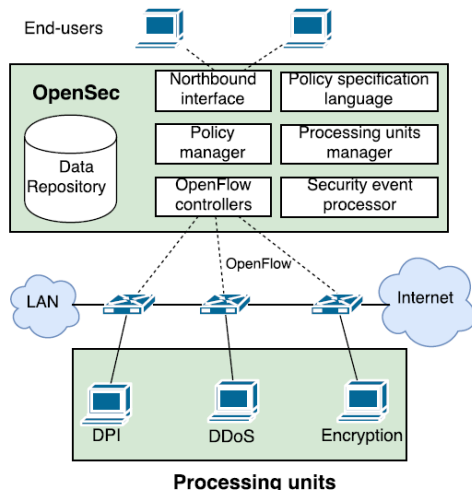 End-users
OpenSec
Northbound
interface
Policy specification
language
Data
Repository
Policy
manager
Processing units
manager
OpenFlow
controllers
Security event
processor
OpenFlow
LAN
Internet
DPI
DDoS
Encryption
Processing units